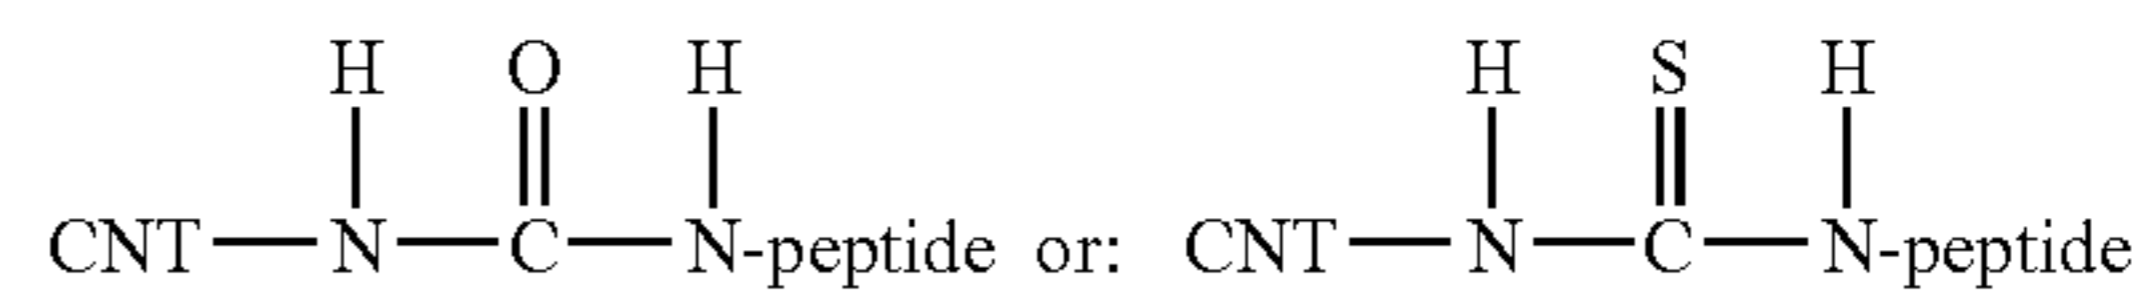 H O H H S H
CNT—N—C—N-peptide or: CNT—N—C—N-peptide